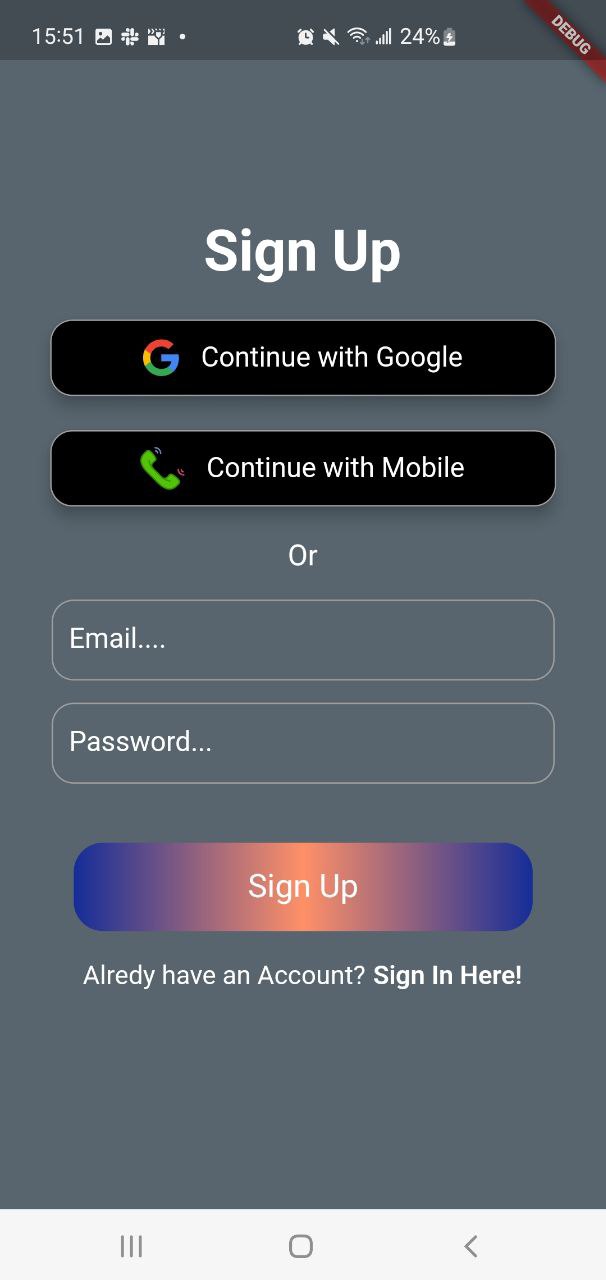 15:51 24%
DEBUG
Sign Up
Continue with Google
Continue with Mobile
Or
Email....
Password...
Sign Up
Alredy have an Account? Sign In Here!